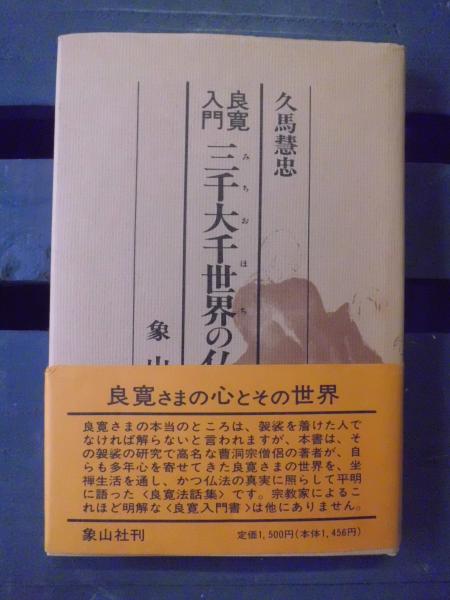 久馬慧忠
良寛
入門
みちおほち
三千大千世界の仏
象山
良寛さまの心とその世界
良寛さまの本当のところは、袈裟を着けた人で
なければ解らないと言われますが、本書は、そ
の袈裟の研究で高名な曹洞宗僧侶の著者が、自
らも多年心を寄せてきた良寛さまの世界を、坐
禅生活を通し、かつ仏法の真実に照らして平明
に語った〈良寛法話集〉です。宗教家によるこ
れほど明解な〈良寛入門書〉は他にありません。
象山社刊
定価1,500円(本体1,456円)